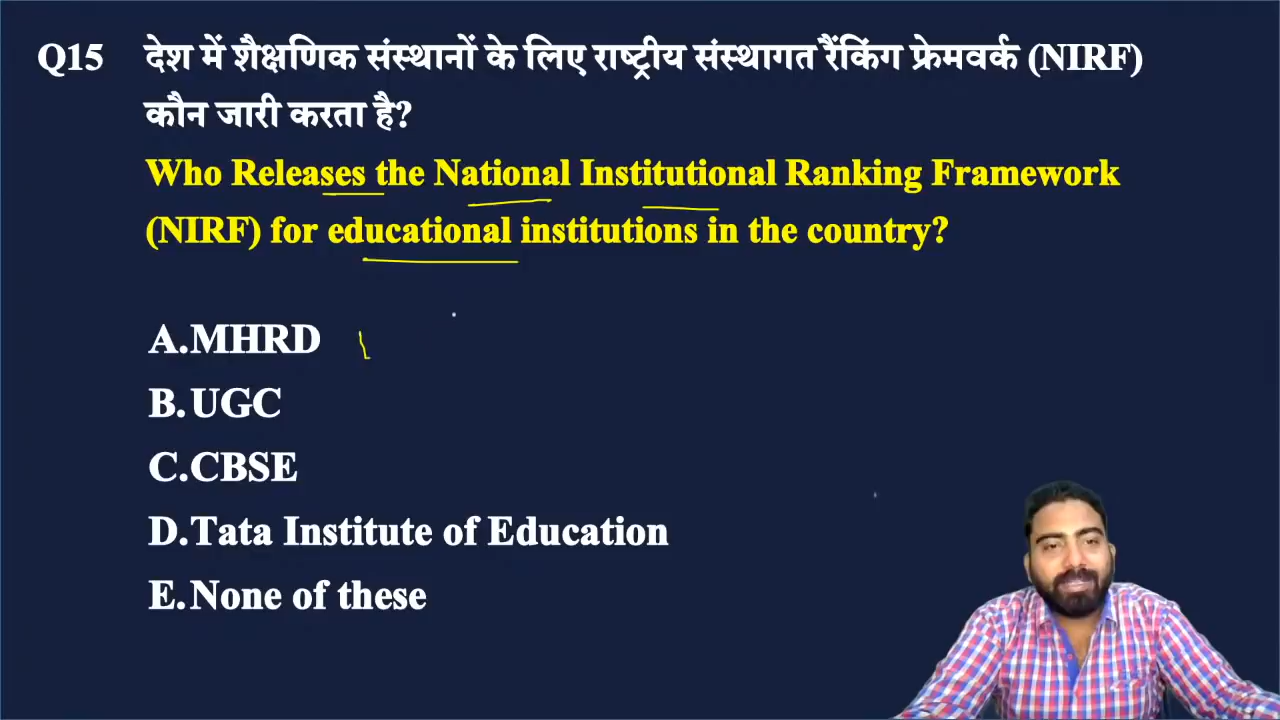 Q15 देश में शैक्षणिक संस्थानों के लिए राष्ट्रीय संस्थागत रैंकिंग फ्रेमवर्क (NIRF)
कौन जारी करता है?
Who Releases the National Institutional Ranking Framework
(NIRF) for educational institutions in the country?
A.MHRD
B.UGC
C.CBSE
D.Tata Institute of Education
E.None of these